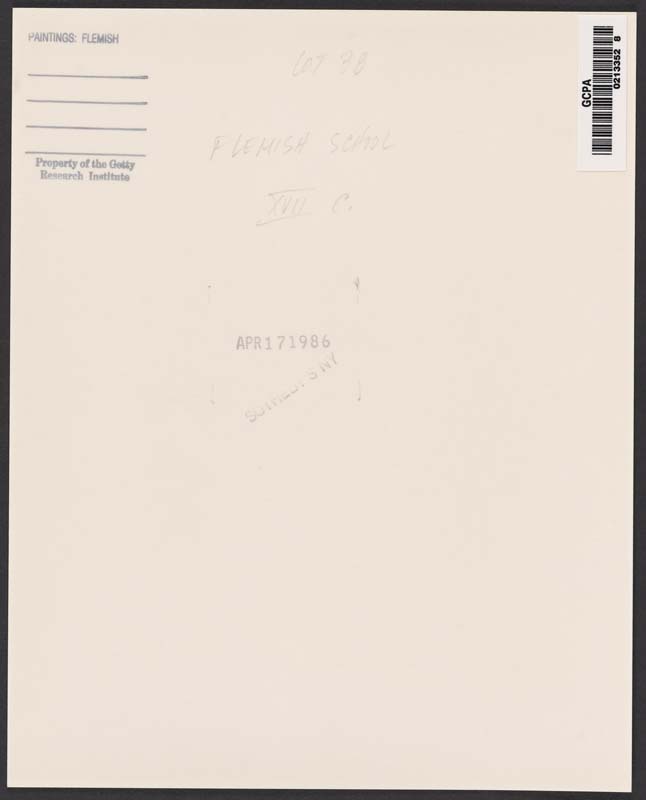 PAINTINGS: FLEMISH
Property of the Getty
Research Institute
LOT 38
FLEMISH SCHOOL
XVII C.
APR 17 1986
SOTHEBY'S NY
GCPA
0213352 8